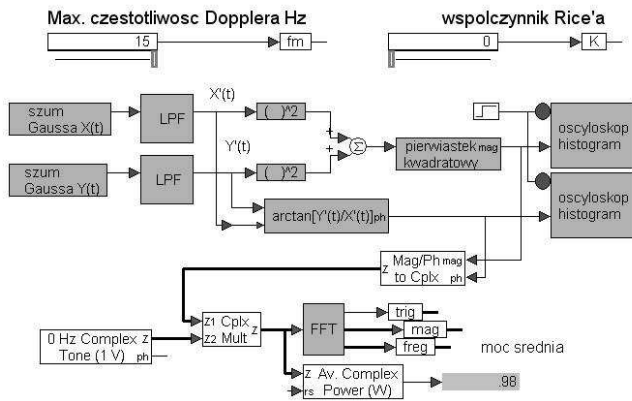 Max. czestotliwosc Dopplera Hz
wspolczynnik Rice'a
15
fm
0
K
szum
Gaussa X(t)
LPF
X'(t)
( )^2
+
Σ
pierwiastek mag
kwadratowy
oscyloskop
histogram
szum
Gaussa Y(t)
LPF
Y'(t)
+
( )^2
oscyloskop
histogram
arctan[Y'(t)/X'(t)] ph
z Mag/Ph mag
to Cplx ph
z1 Cplx z
z2 Mult
0 Hz Complex z
Tone (1 V) ph
FFT
trig
mag
freg
moc srednia
z Av. Complex
rs Power (W)
.98